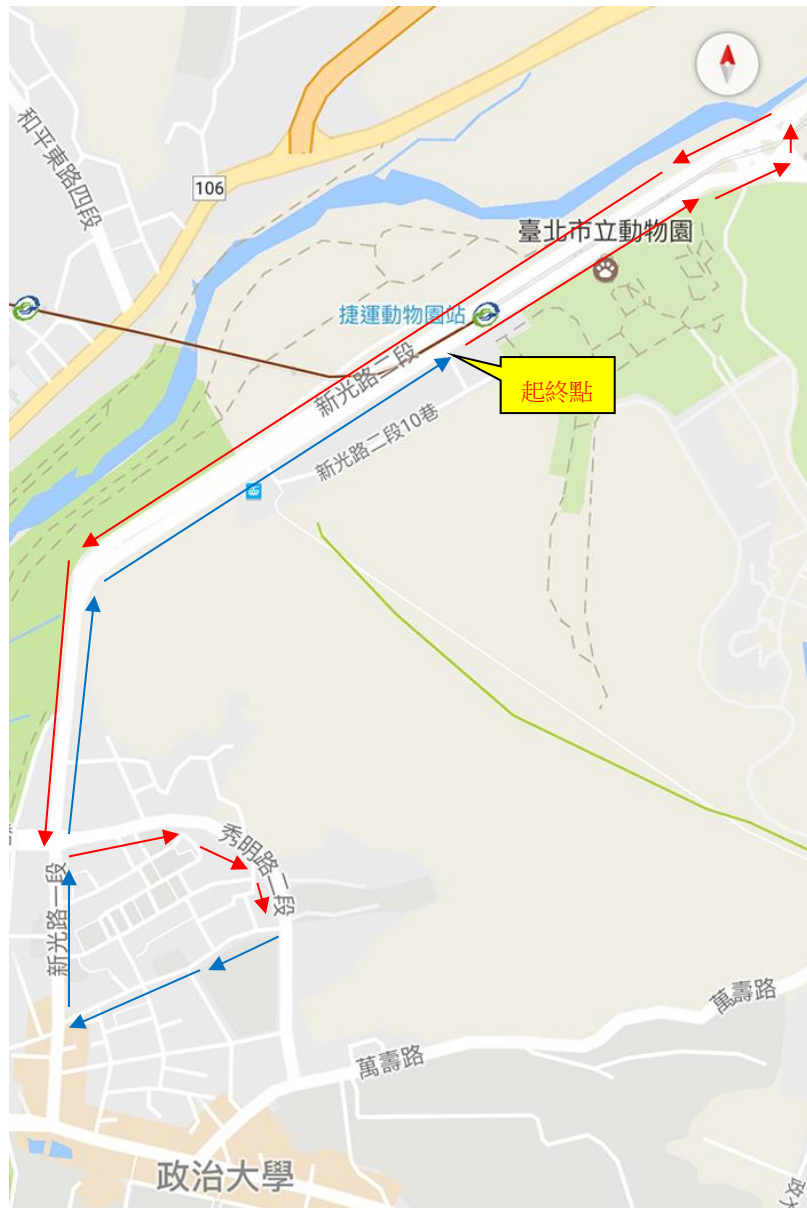 和平東路四段
106
臺北市立動物園
捷運動物園站
起終點
新光路二段
新光路二段10巷
秀明路二段
新光路一段
萬壽路
萬壽路
政治大學